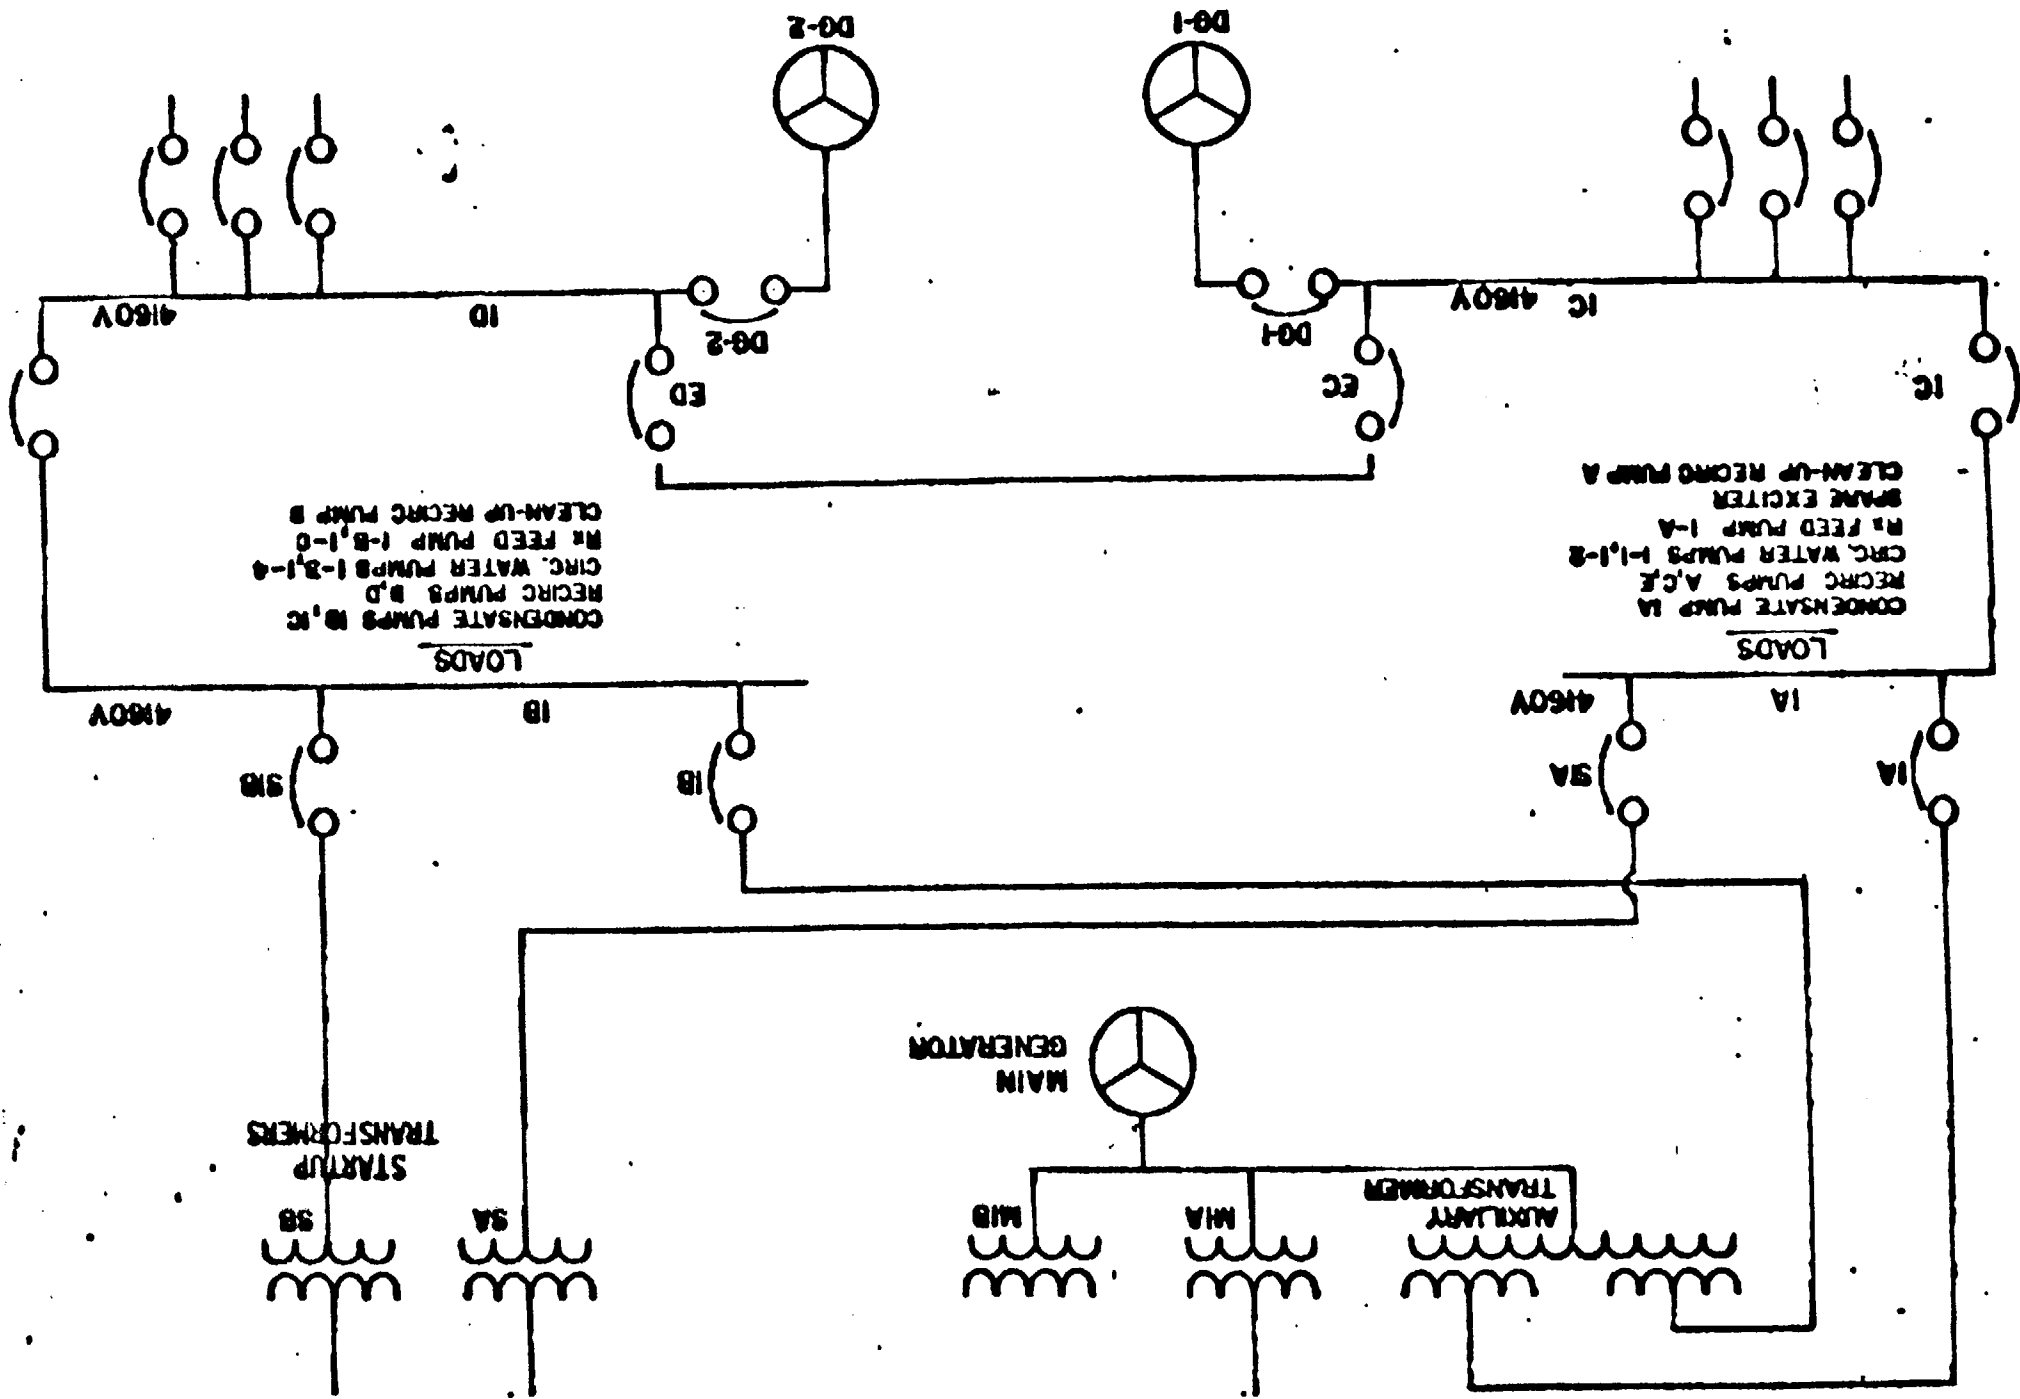 AUXILIARY
TRANSFORMER
M1A
M1B
SA
SB
STARTUP
TRANSFORMERS
MAIN
GENERATOR
1A
S1A
1B
S1B
1A
4160V
1B
4160V
LOADS
CONDENSATE PUMP 1A
RECIRC PUMPS A,C,E
CIRC. WATER PUMPS 1-1,1-2
Rx FEED PUMP 1-A
SPARE EXCITER
CLEAN-UP RECIRC PUMP A
LOADS
CONDENSATE PUMPS 1B,1C
RECIRC PUMPS B,D
CIRC. WATER PUMPS 1-3,1-4
Rx FEED PUMP 1-B,1-C
CLEAN-UP RECIRC PUMP B
1C
EC
ED
DG-1
DG-2
1C
4160V
1D
4160V
DG-1
DG-2